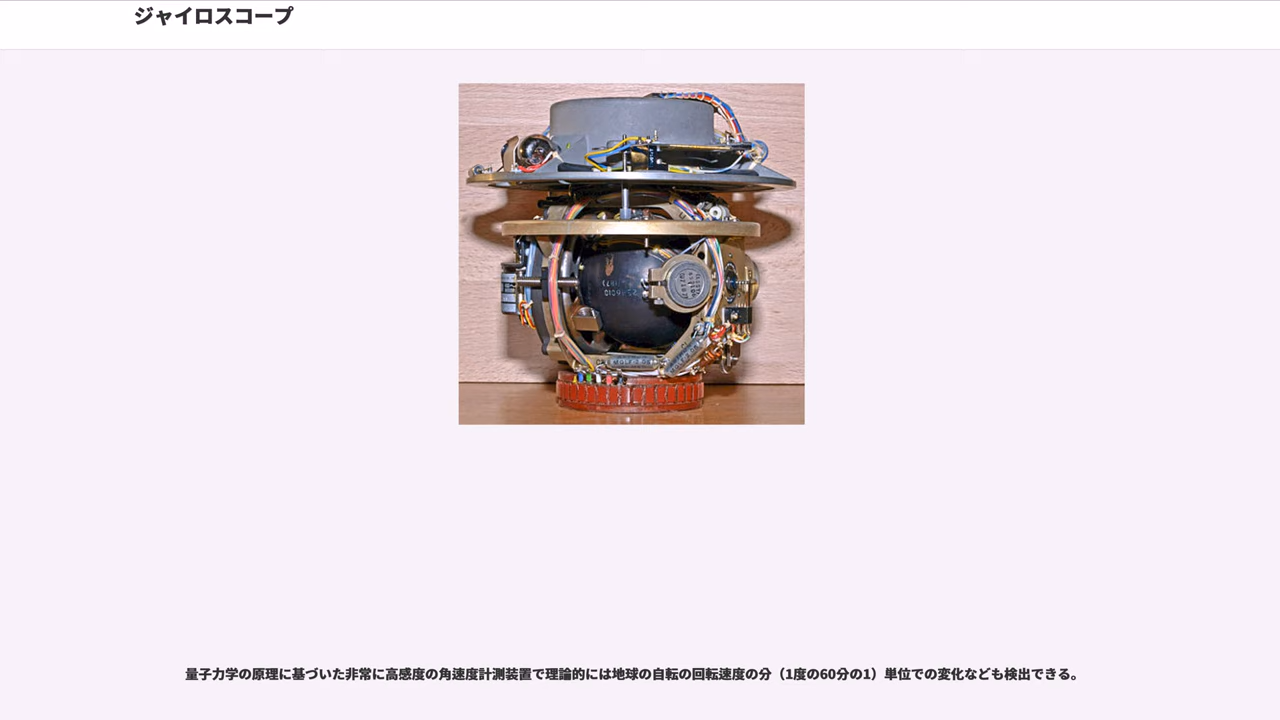 ジャイロスコープ
量子力学の原理に基づいた非常に高感度の角速度計測装置で理論的には地球の自転の回転速度の分（1度の60分の1）単位での変化なども検出できる。